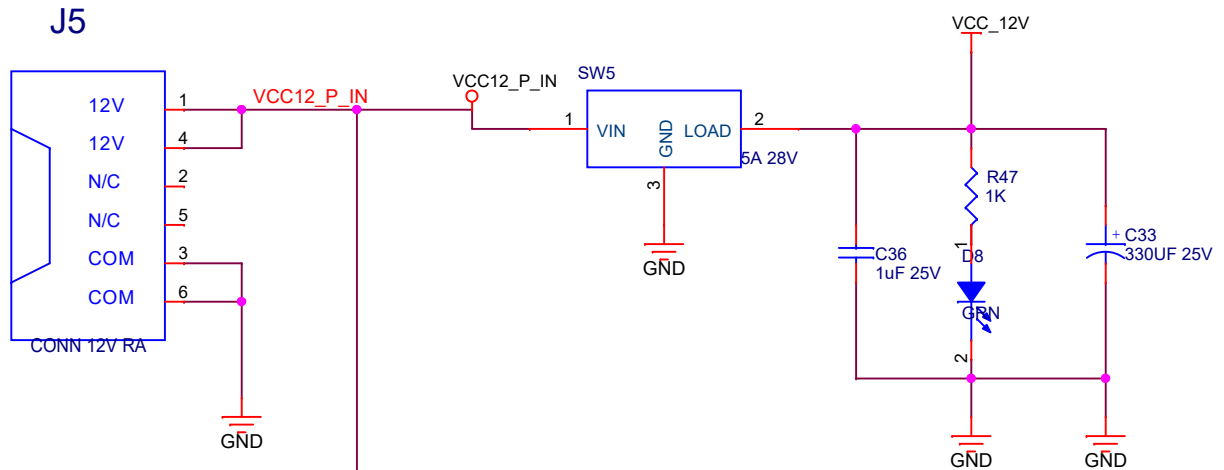 J5
12V 1
VCC12_P_IN
12V 4
N/C 2
N/C 5
COM 3
COM 6
CONN 12V RA
GND
VCC12_P_IN
SW5
1 VIN GND LOAD 2
5A 28V
3
GND
VCC_12V
R47
1K
C36
1uF 25V
1
D8
GRN
2
+ C33
330UF 25V
GND
GND